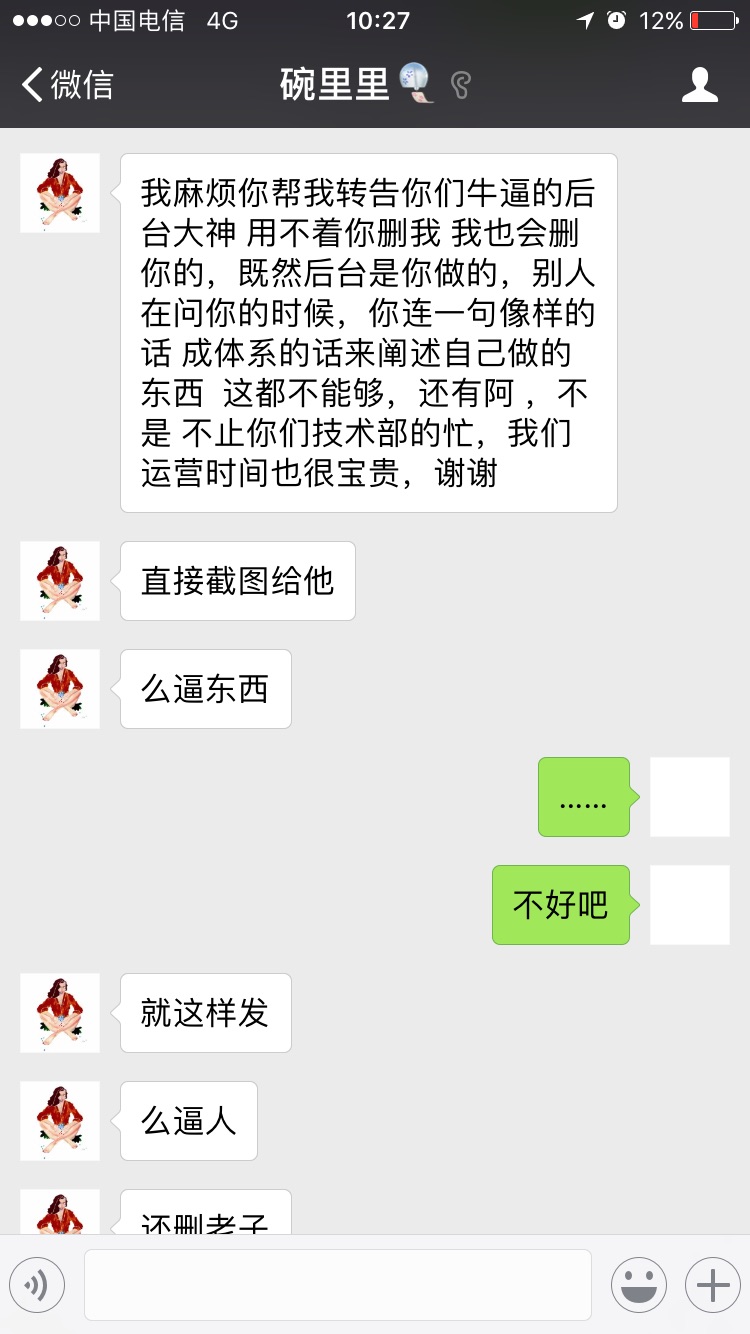 中国电信 4G 10:27 12%
微信 碗里里
我麻烦你帮我转告你们牛逼的后
台大神 用不着你删我 我也会删
你的，既然后台是你做的，别人
在问你的时候，你连一句像样的
话 成体系的话来阐述自己做的
东西 这都不能够，还有阿 ，不
是 不止你们技术部的忙，我们
运营时间也很宝贵，谢谢
直接截图给他
么逼东西
......
不好吧
就这样发
么逼人
还删老子